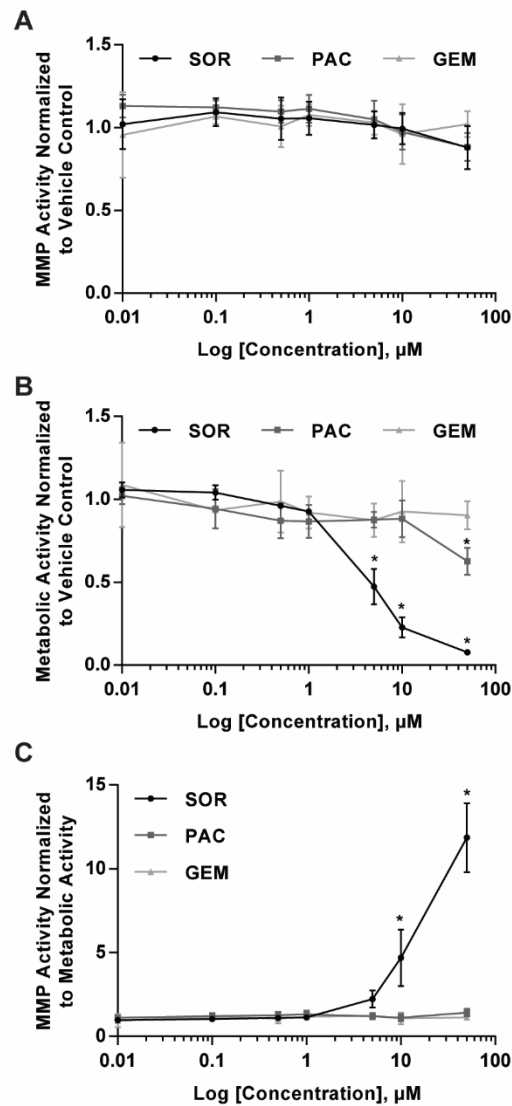 A
MMP Activity Normalized
to Vehicle Control
1.5
1.0
0.5
0.0
SOR PAC GEM
0.01 0.1 1 10 100
Log [Concentration], µM
B
Metabolic Activity Normalized
to Vehicle Control
1.5
1.0
0.5
0.0
SOR PAC GEM
* * * *
0.01 0.1 1 10 100
Log [Concentration], µM
C
MMP Activity Normalized
to Metabolic Activity
15
10
5
0
SOR
PAC
GEM
* *
0.01 0.1 1 10 100
Log [Concentration], µM